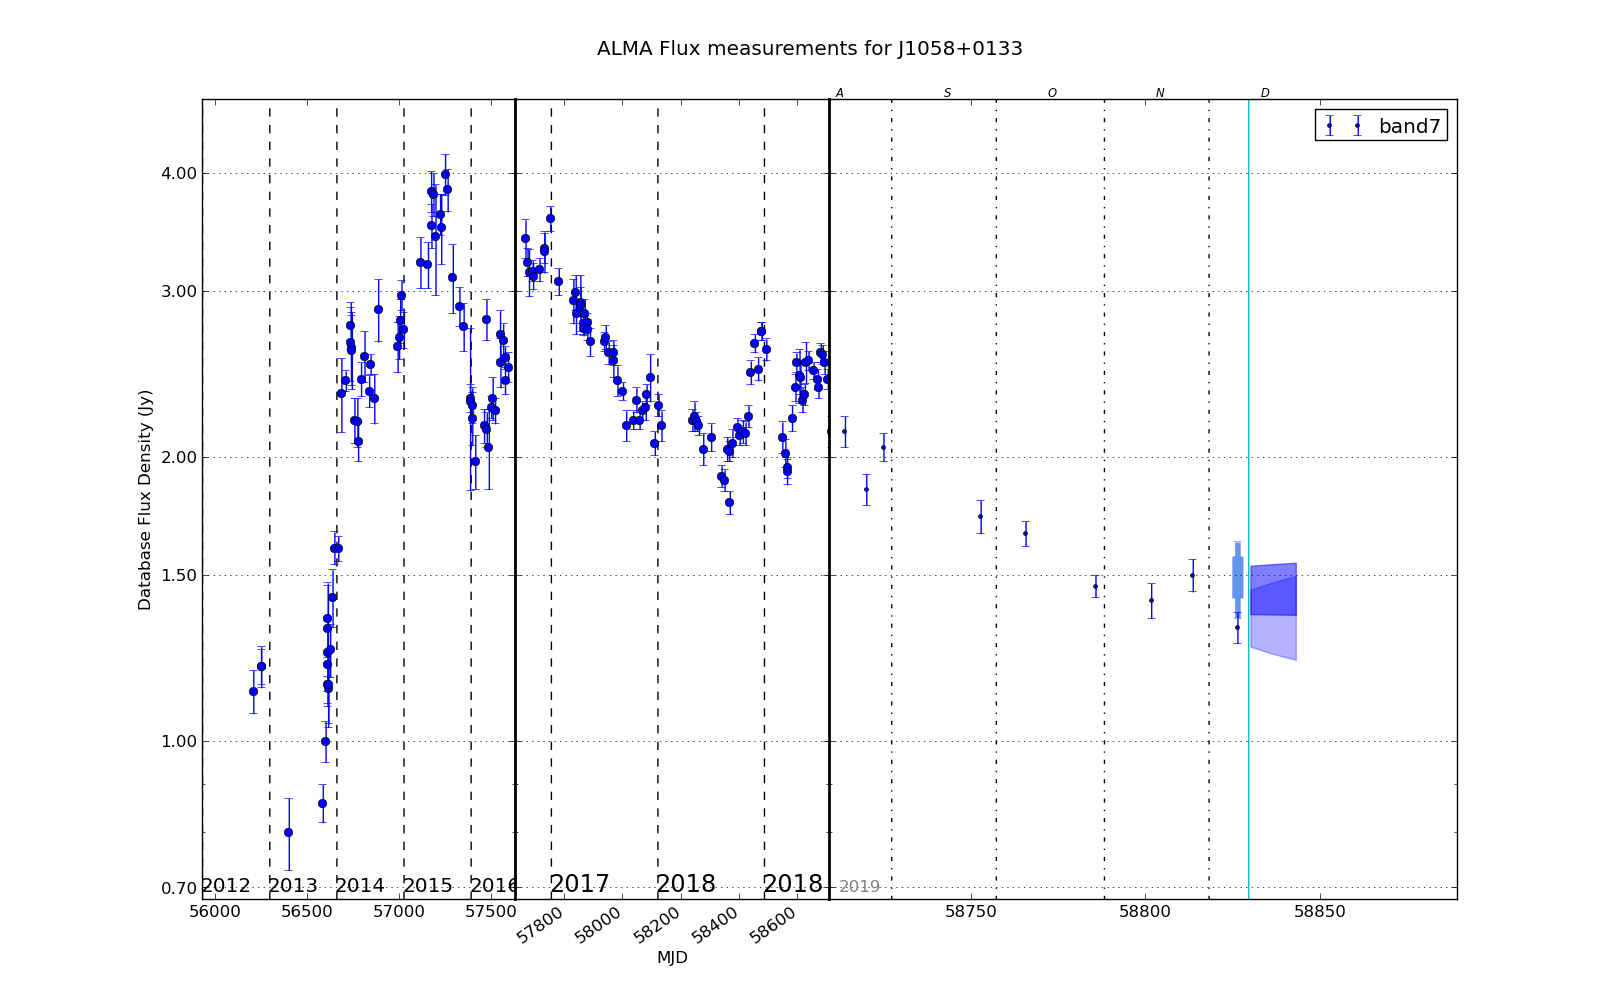 ALMA Flux measurements for J1058+0133
A S O N D
band7
4.00
3.00
2.00
1.50
1.00
0.70
Database Flux Density (Jy)
2012 2013 2014 2015 2016 2017 2018 2018 2019
56000 56500 57000 57500 57800 58000 58200 58400 58600 58750 58800 58850
MJD